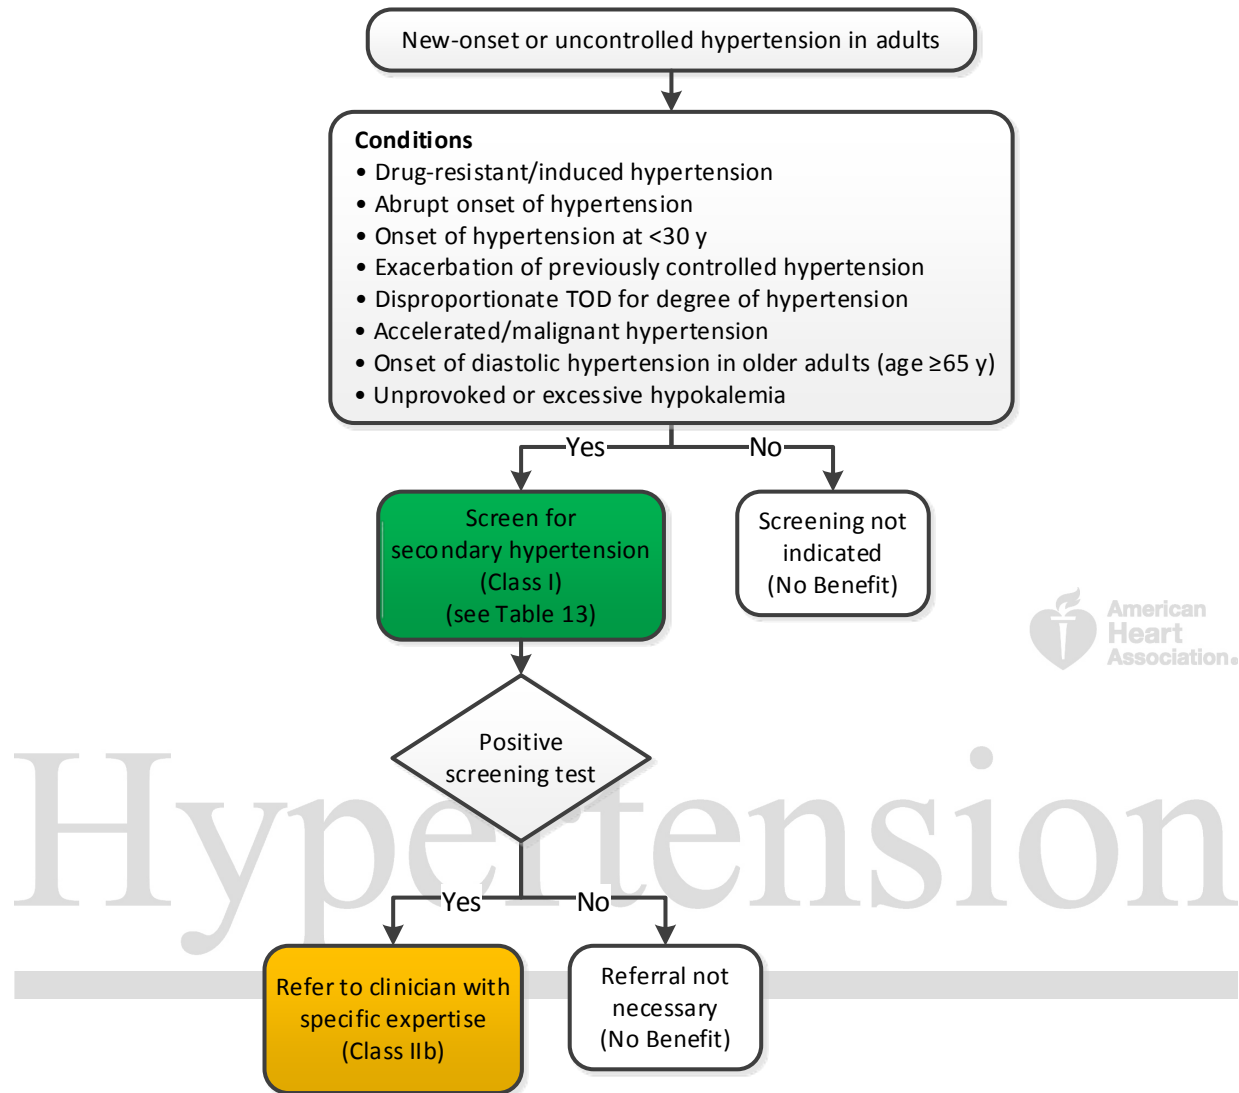 New-onset or uncontrolled hypertension in adults
Conditions
• Drug-resistant/induced hypertension
• Abrupt onset of hypertension
• Onset of hypertension at <30 y
• Exacerbation of previously controlled hypertension
• Disproportionate TOD for degree of hypertension
• Accelerated/malignant hypertension
• Onset of diastolic hypertension in older adults (age ≥65 y)
• Unprovoked or excessive hypokalemia
Yes
No
Screen for
secondary hypertension
(Class I)
(see Table 13)
Screening not
indicated
(No Benefit)
American
Heart
Association.
Positive
screening test
Hypertension
Yes
No
Refer to clinician with
specific expertise
(Class IIb)
Referral not
necessary
(No Benefit)